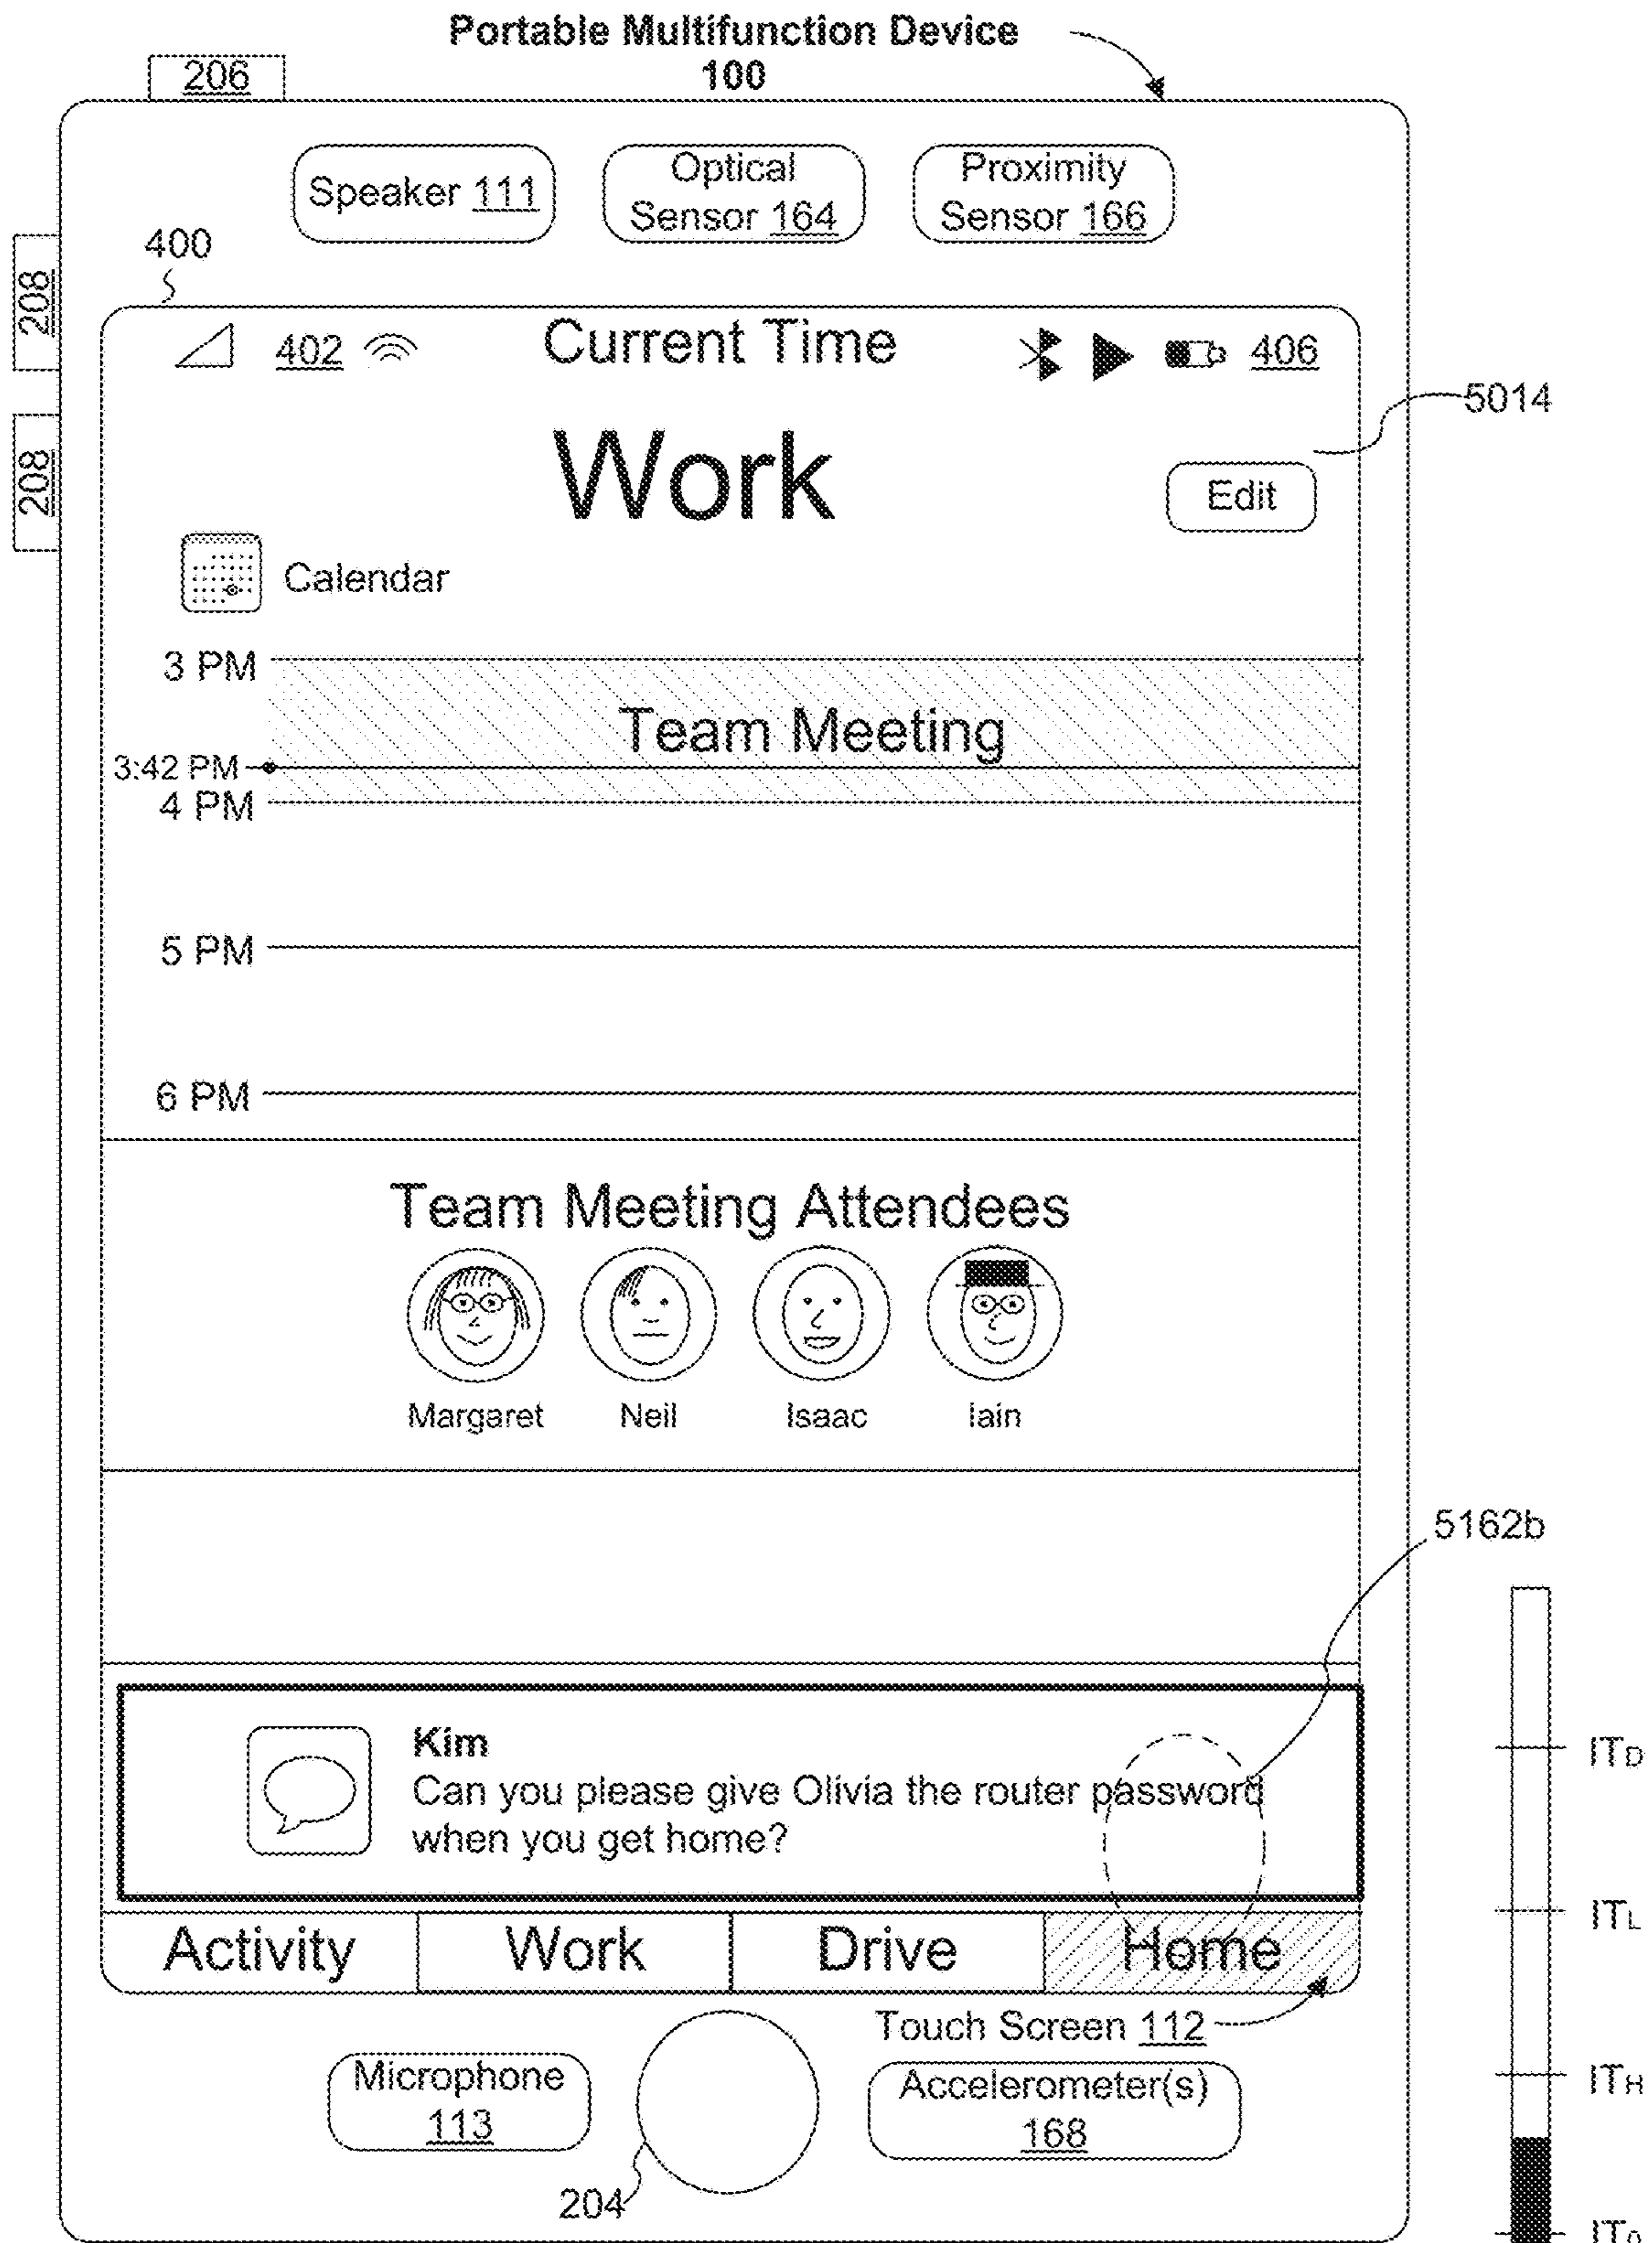 Portable Multifunction Device
100
206
Speaker 111
Optical
Sensor 164
Proximity
Sensor 166
400
208
208
402
Current Time
406
5014
Work
Edit
Calendar
3 PM
Team Meeting
3:42 PM
4 PM
5 PM
6 PM
Team Meeting Attendees
Margaret
Neil
Isaac
Iain
5162b
Kim
Can you please give Olivia the router password
when you get home?
ITD
ITL
ITH
IT0
Activity
Work
Drive
Home
Touch Screen 112
Microphone
113
Accelerometer(s)
168
204